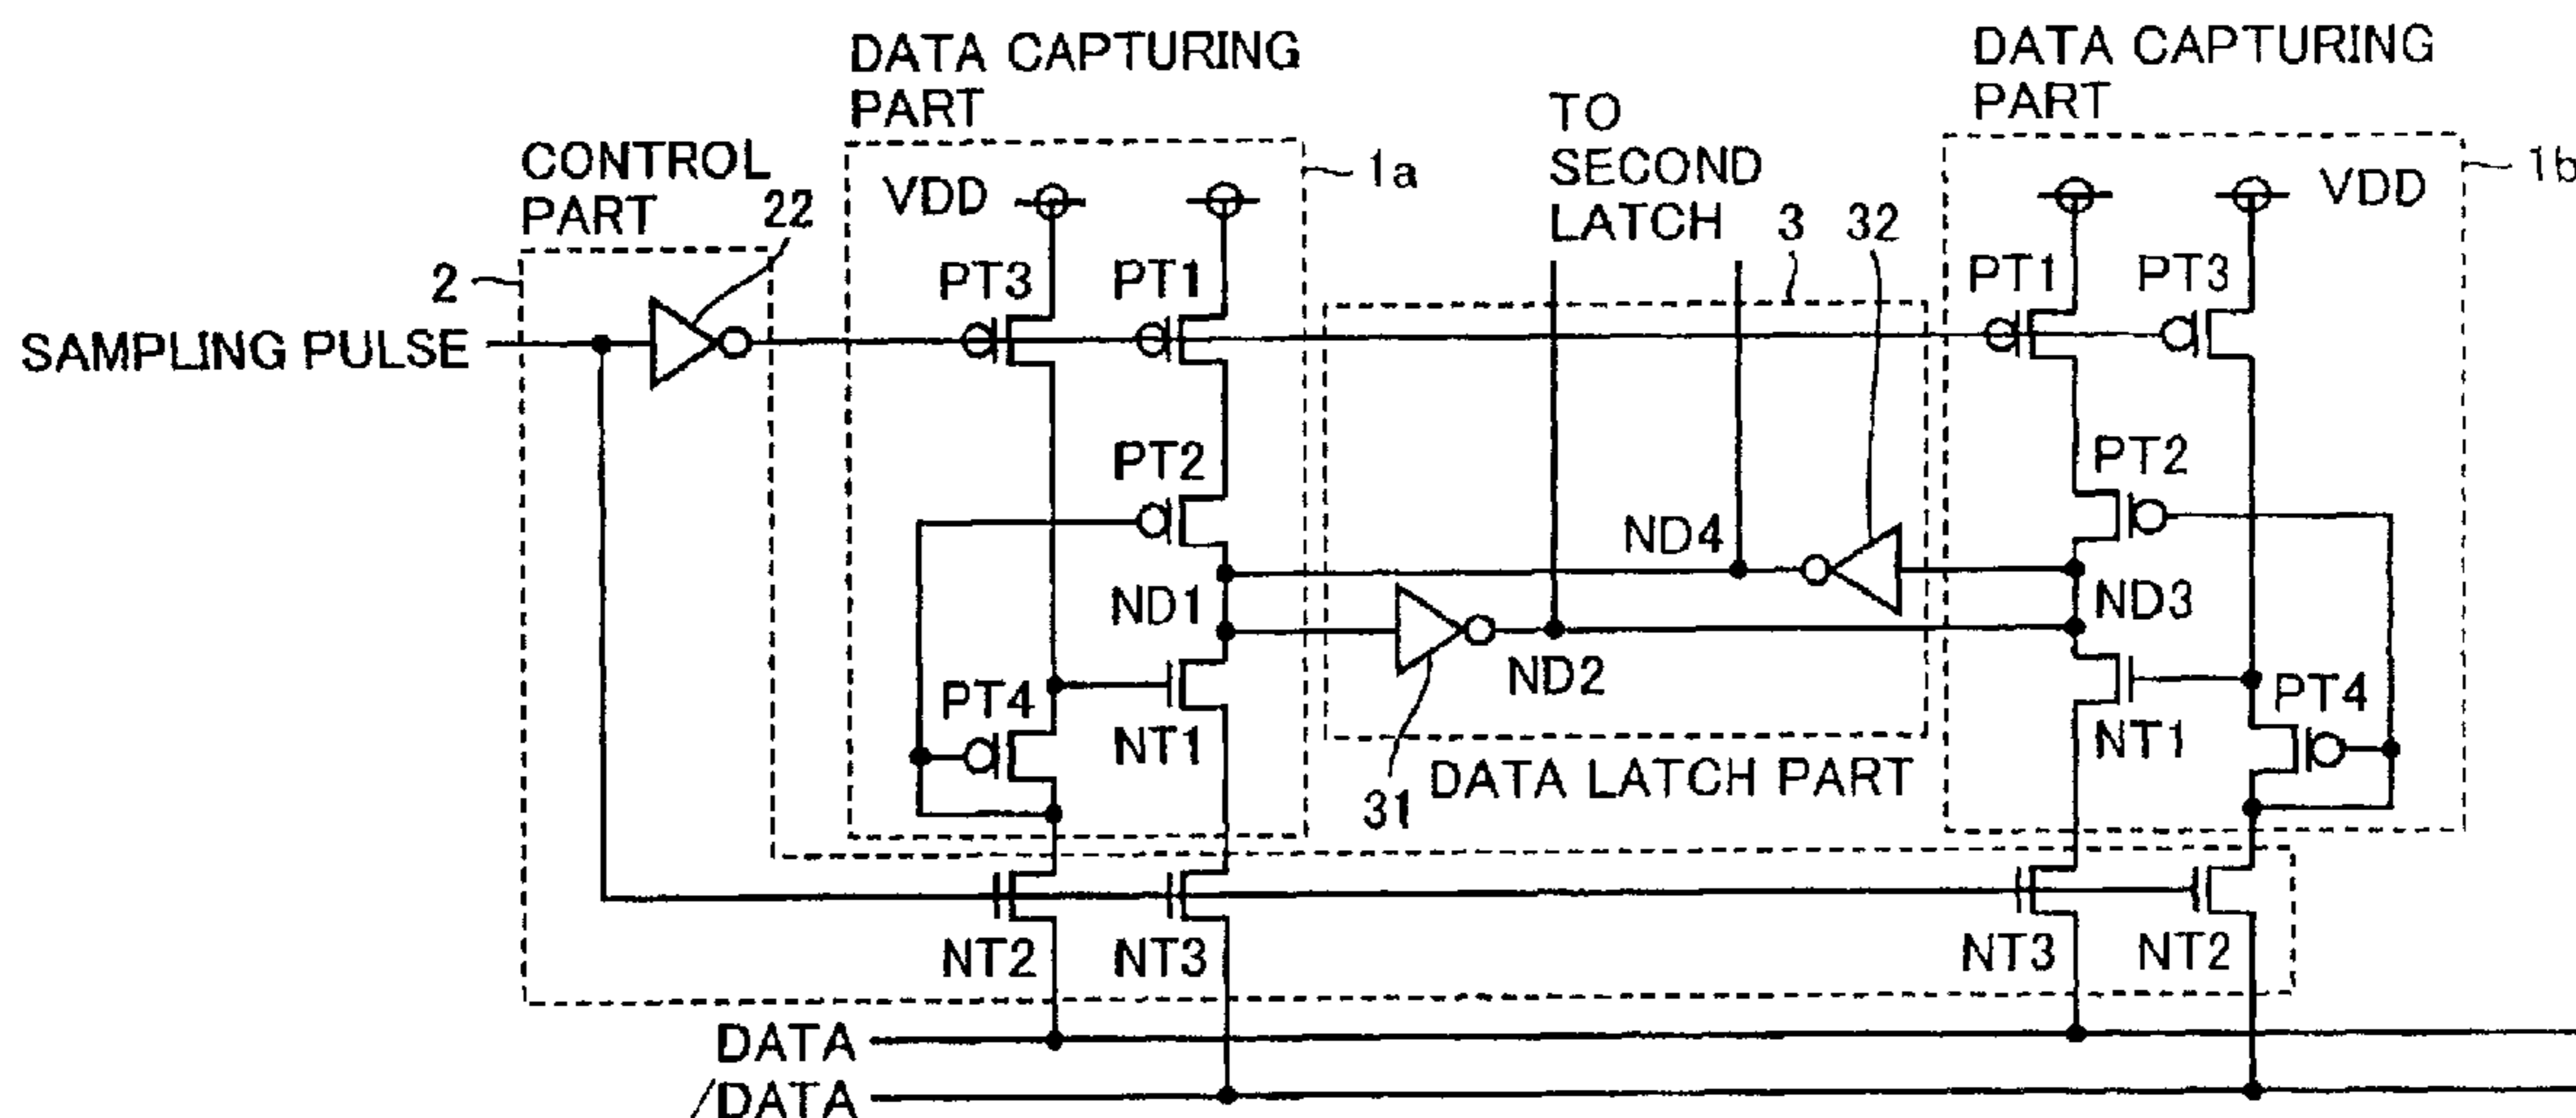 DATA CAPTURING
PART
DATA CAPTURING
PART
TO
SECOND
LATCH
CONTROL
PART
22
1a
1b
VDD
VDD
3
32
2
PT3
PT1
PT1
PT3
SAMPLING PULSE
PT2
PT2
ND4
ND1
ND3
PT4
NT1
ND2
NT1
PT4
31
DATA LATCH PART
NT2
NT3
NT3
NT2
DATA
/DATA